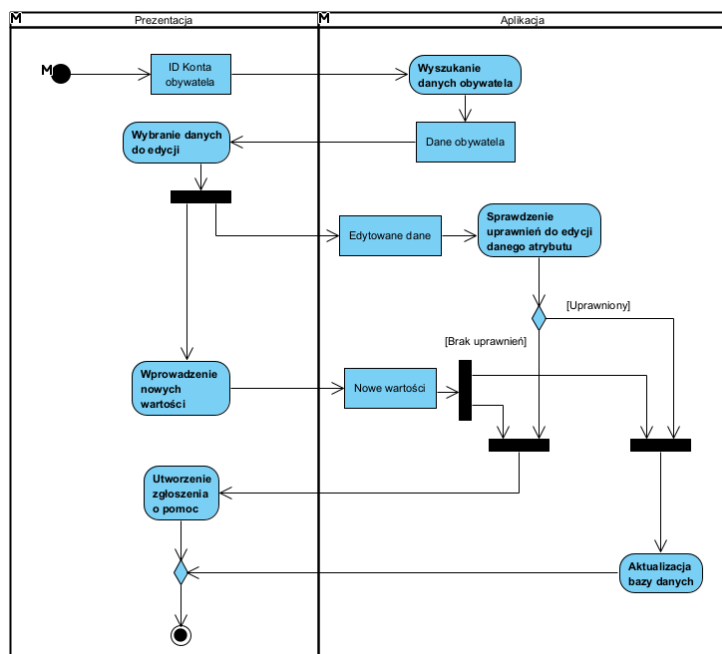 M
Prezentacja
M
Aplikacja
M
ID Konta
obywatela
Wyszukanie
danych obywatela
Wybranie danych
do edycji
Dane obywatela
Edytowane dane
Sprawdzenie
uprawnień do edycji
danego atrybutu
[Uprawniony]
[Brak uprawnień]
Wprowadzenie
nowych
wartości
Nowe wartości
Utworzenie
zgłoszenia
o pomoc
Aktualizacja
bazy danych